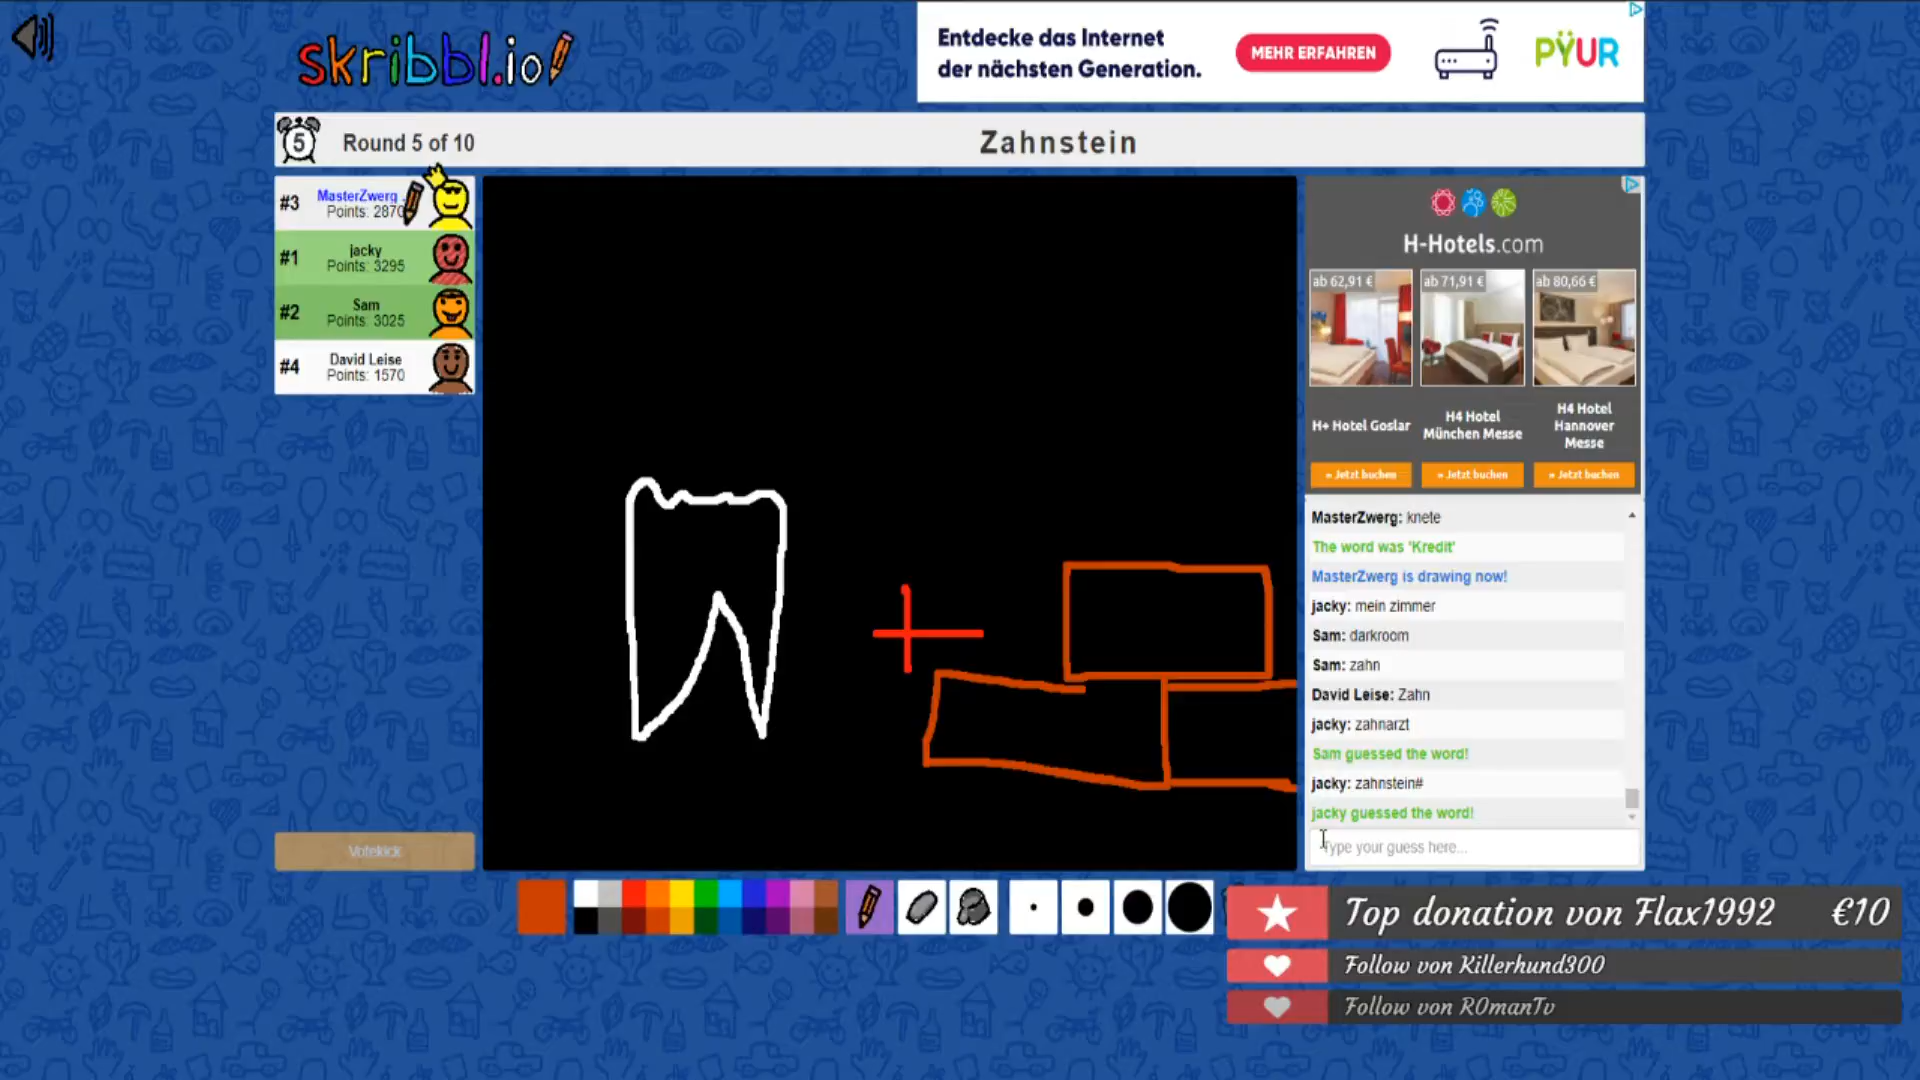 skribbl.io
Entdecke das Internet
der nächsten Generation.
MEHR ERFAHREN
PŸUR
5
Round 5 of 10
Zahnstein
#3
MasterZwerg
Points: 2870
#1
jacky
Points: 3295
#2
Sam
Points: 3025
#4
David Leise
Points: 1570
H-Hotels.com
ab 62,91 €
ab 71,91 €
ab 80,66 €
H+ Hotel Goslar
H4 Hotel
München Messe
H4 Hotel
Hannover
Messe
» Jetzt buchen
» Jetzt buchen
» Jetzt buchen
MasterZwerg: knete
The word was 'Kredit'
MasterZwerg is drawing now!
jacky: mein zimmer
Sam: darkroom
Sam: zahn
David Leise: Zahn
jacky: zahnarzt
Sam guessed the word!
jacky: zahnstein#
jacky guessed the word!
Type your guess here...
Votekick
Top donation von Flax1992 €10
Follow von Killerhund300
Follow von R0manTv